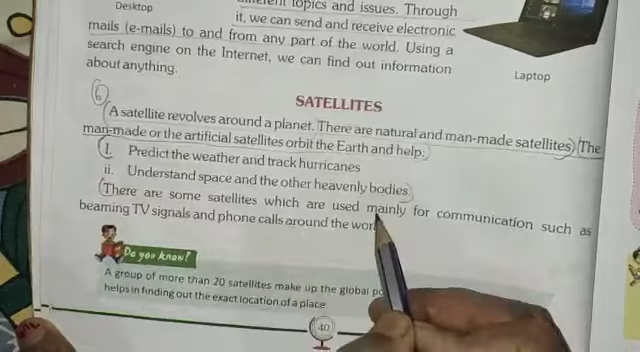 Desktop
different topics and issues. Through
it, we can send and receive electronic
mails (e-mails) to and from any part of the world. Using a
search engine on the Internet, we can find out information
about anything.
Laptop
6
SATELLITES
A satellite revolves around a planet. There are natural and man-made satellites. The
man-made or the artificial satellites orbit the Earth and help:
i. Predict the weather and track hurricanes
ii. Understand space and the other heavenly bodies.
There are some satellites which are used mainly for communication such as
beaming TV signals and phone calls around the
Do you know?
A group of more than 20 satellites make up the global
helps in finding out the exact location of a place
40